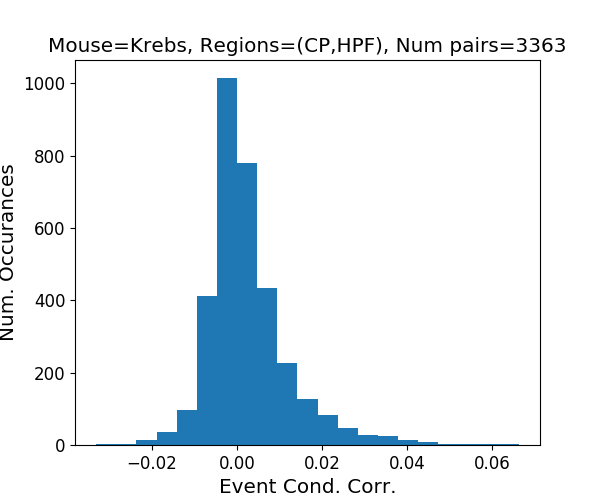 Mouse=Krebs, Regions=(CP,HPF), Num pairs=3363
1000
800
600
400
200
0
Num. Occurances
−0.02 0.00 0.02 0.04 0.06
Event Cond. Corr.